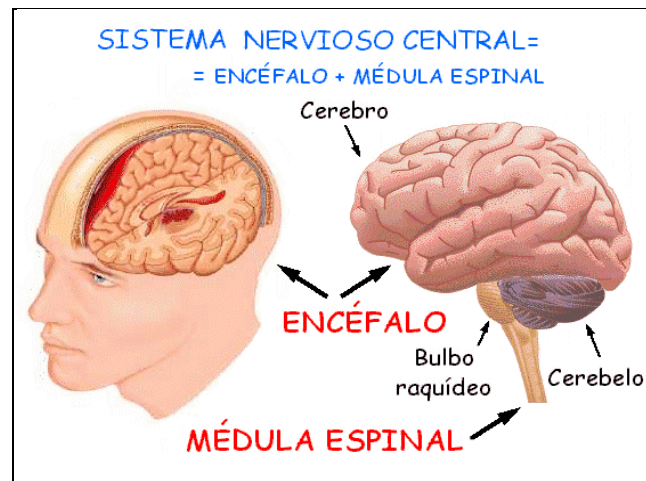 SISTEMA NERVIOSO CENTRAL=
= ENCÉFALO + MÉDULA ESPINAL
Cerebro
ENCÉFALO
Bulbo
raquídeo
Cerebelo
MÉDULA ESPINAL